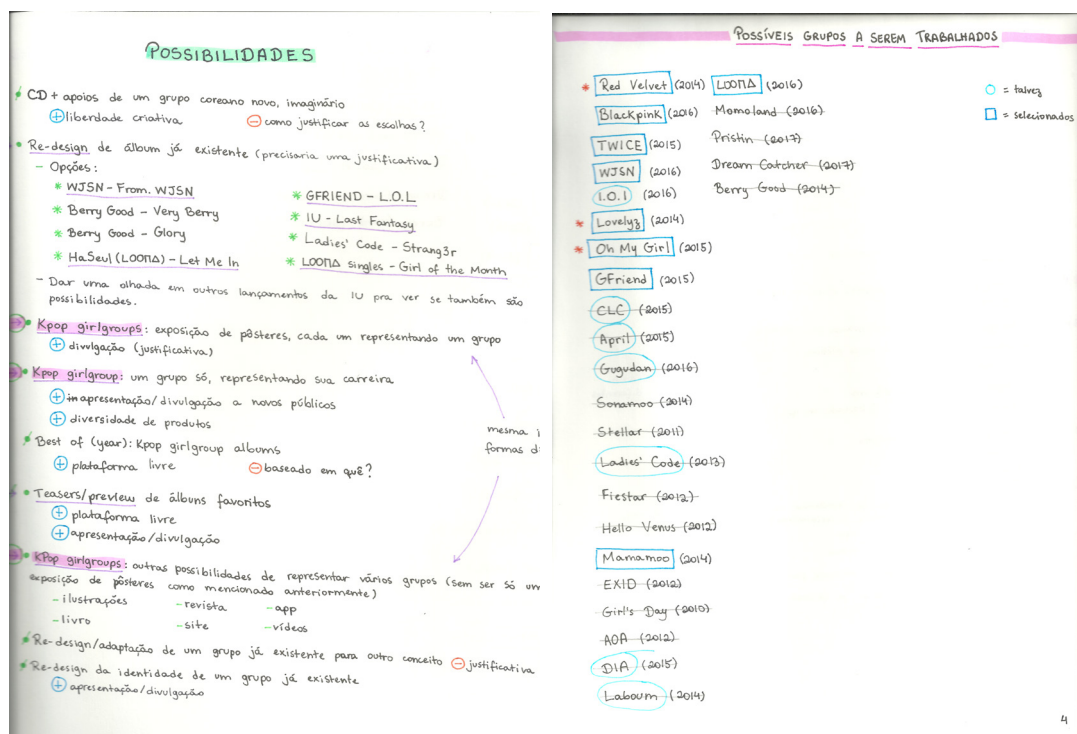 POSSIBILIDADES
CD + apoios de um grupo coreano novo, imaginário
+ liberdade criativa
- como justificar as escolhas?
Re-design de álbum já existente (precisaria uma justificativa)
- Opções:
* WJSN - From. WJSN
* Berry Good - Very Berry
* Berry Good - Glory
* HaSeul (LOOПΔ) - Let Me In
* GFRIEND - L.O.L
* IU - Last Fantasy
* Ladies' Code - Strang3r
* LOOПΔ singles - Girl of the Month
- Dar uma olhada em outros lançamentos da IU pra ver se também são
possibilidades.
Kpop girlgroups: exposição de pôsteres, cada um representando um grupo
+ divulgação (justificativa)
Kpop girlgroup: um grupo só, representando sua carreira
+ apresentação/divulgação a novos públicos
+ diversidade de produtos
mesma
formas
Best of (year): Kpop girlgroup albums
+ plataforma livre
- baseado em quê?
Teasers/preview de álbuns favoritos
+ plataforma livre
+ apresentação/divulgação
KPop girlgroups: outras possibilidades de representar vários grupos (sem ser só um
exposição de pôsteres como mencionado anteriormente)
- ilustrações
- revista
- app
- livro
- site
- vídeos
Re-design/adaptação de um grupo já existente para outro conceito - justificativa
Re-design da identidade de um grupo já existente
+ apresentação/divulgação
POSSÍVEIS GRUPOS A SEREM TRABALHADOS
* Red Velvet (2014)
Blackpink (2016)
TWICE (2015)
WJSN (2016)
I.O.I (2016)
* Lovelyz (2014)
* Oh My Girl (2015)
GFriend (2015)
CLC (2015)
April (2015)
Gugudan (2016)
Sonamoo (2014)
Stellar (2011)
Ladies' Code (2013)
Fiestar (2012)
Hello Venus (2012)
Mamamoo (2014)
EXID (2012)
Girl's Day (2010)
AOA (2012)
DIA (2015)
Laboum (2014)
LOOПΔ (2016)
Momoland (2016)
Pristin (2017)
Dream Catcher (2017)
Berry Good (2014)
= talvez
= selecionados
4